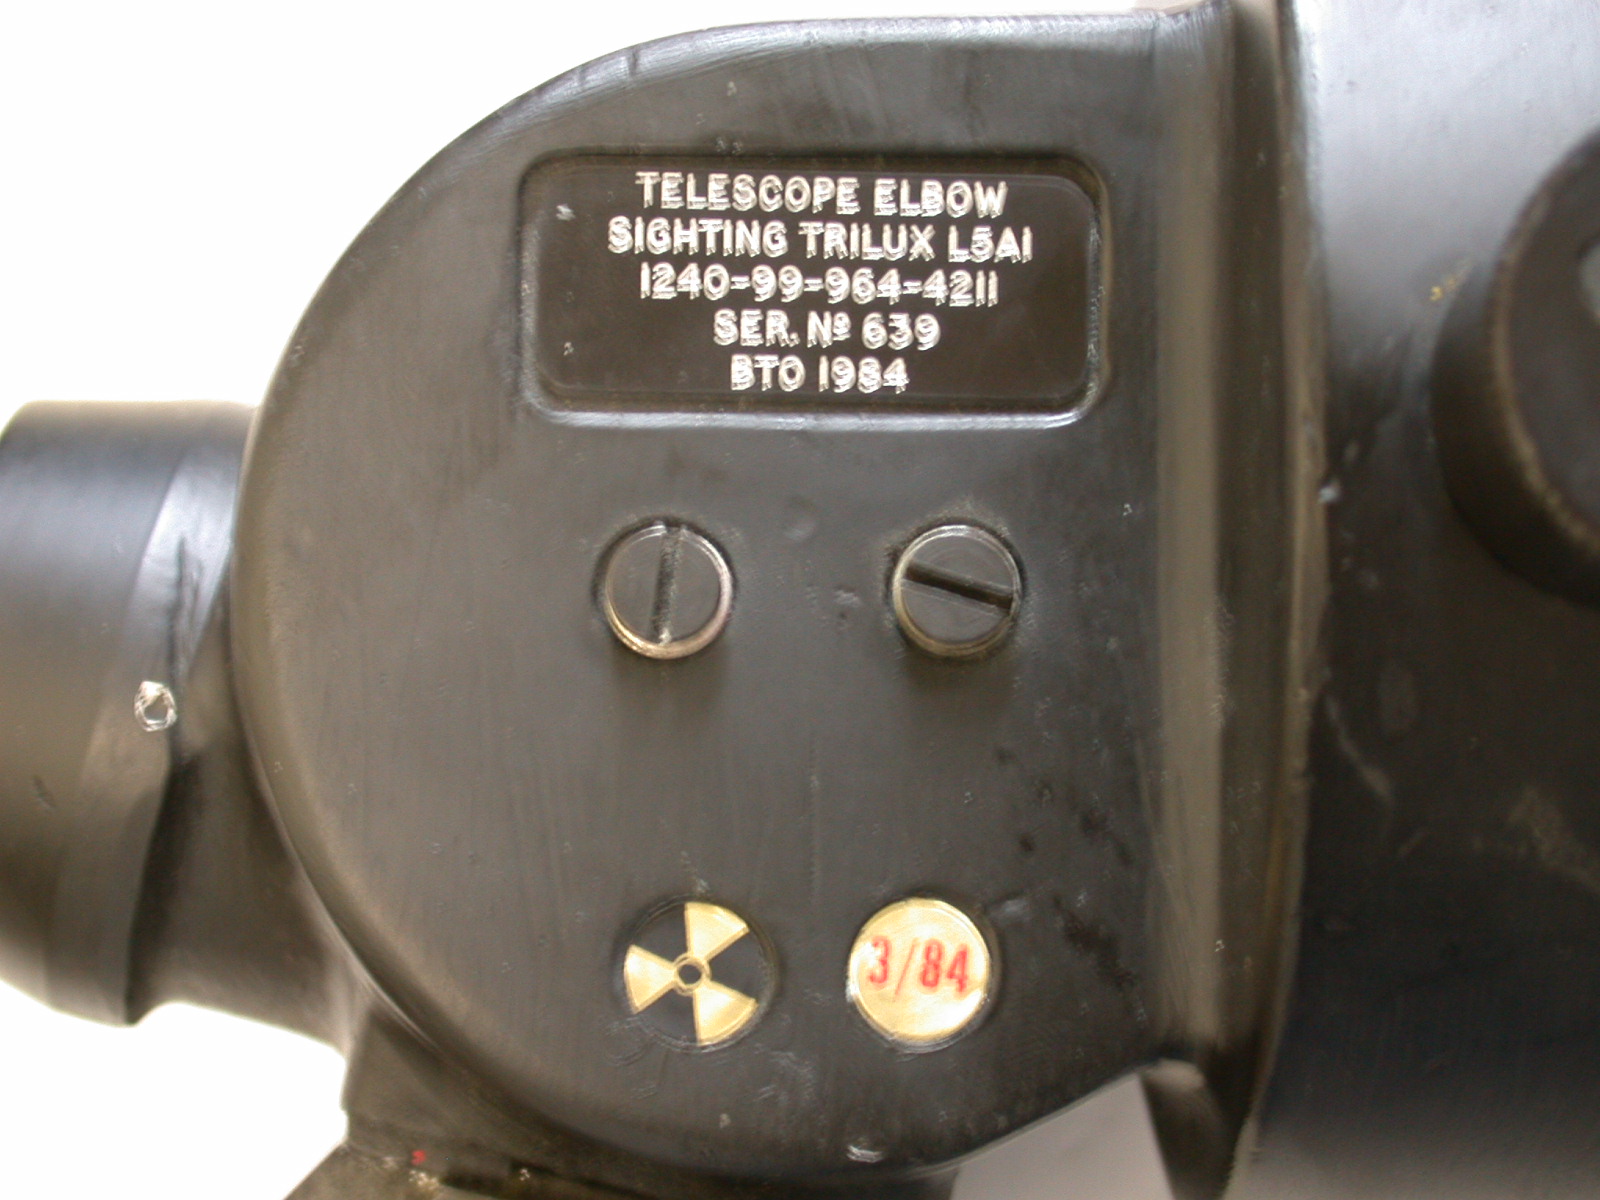 TELESCOPE ELBOW
SIGHTING TRILUX L5A1
1240-99-964-4211
SER. Nº 639
BTO 1984
3/84